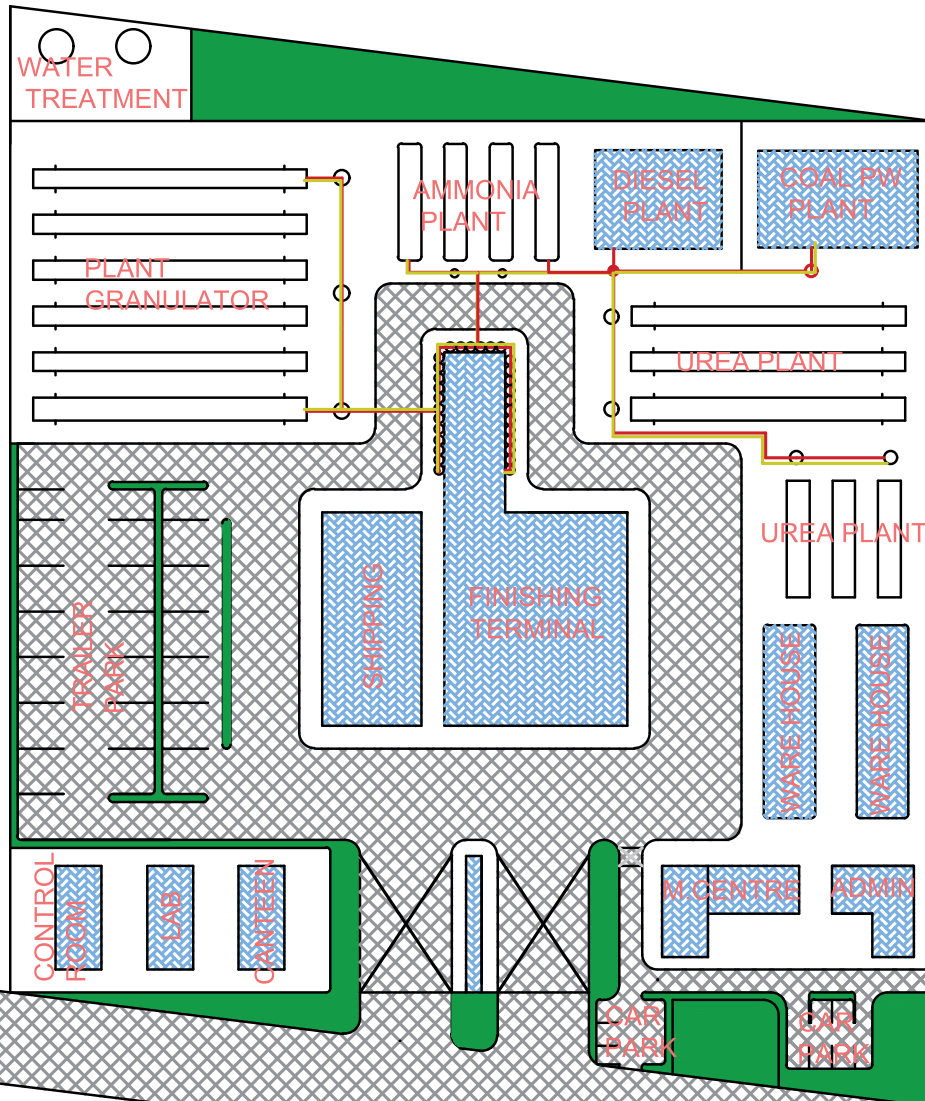 WATER
TREATMENT
AMMONIA
PLANT
DIESEL
PLANT
COAL PW
PLANT
PLANT
GRANULATOR
UREA PLANT
UREA PLANT
SHIPPING
FINISHING
TERMINAL
TRAILER
PARK
WARE HOUSE
WARE HOUSE
CONTROL
ROOM
LAB
CANTEEN
M.CENTRE
ADMIN
CAR
PARK
CAR
PARK